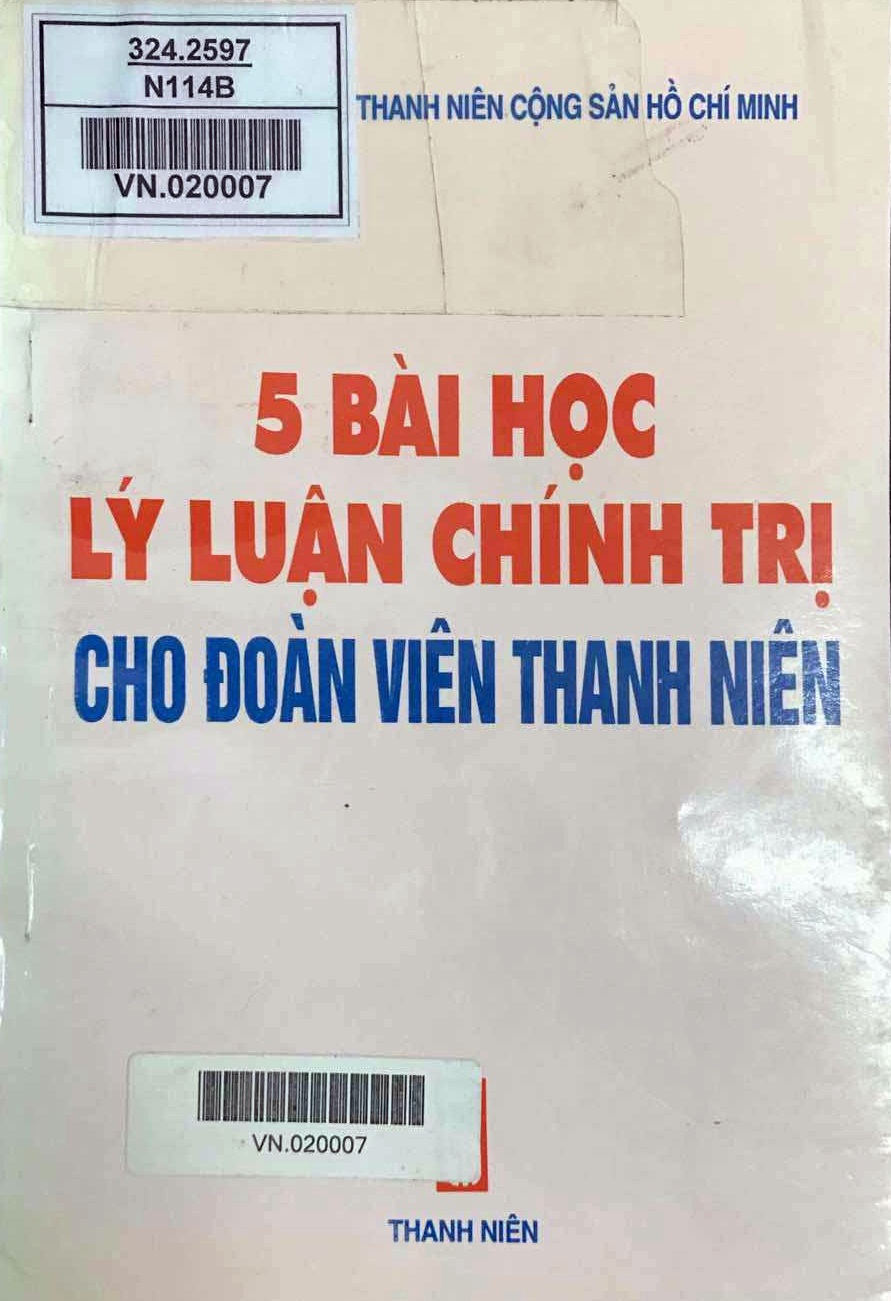 324.2597
N114B
VN.020007
THANH NIÊN CỘNG SẢN HỒ CHÍ MINH
5 BÀI HỌC
LÝ LUẬN CHÍNH TRỊ
CHO ĐOÀN VIÊN THANH NIÊN
VN.020007
THANH NIÊN